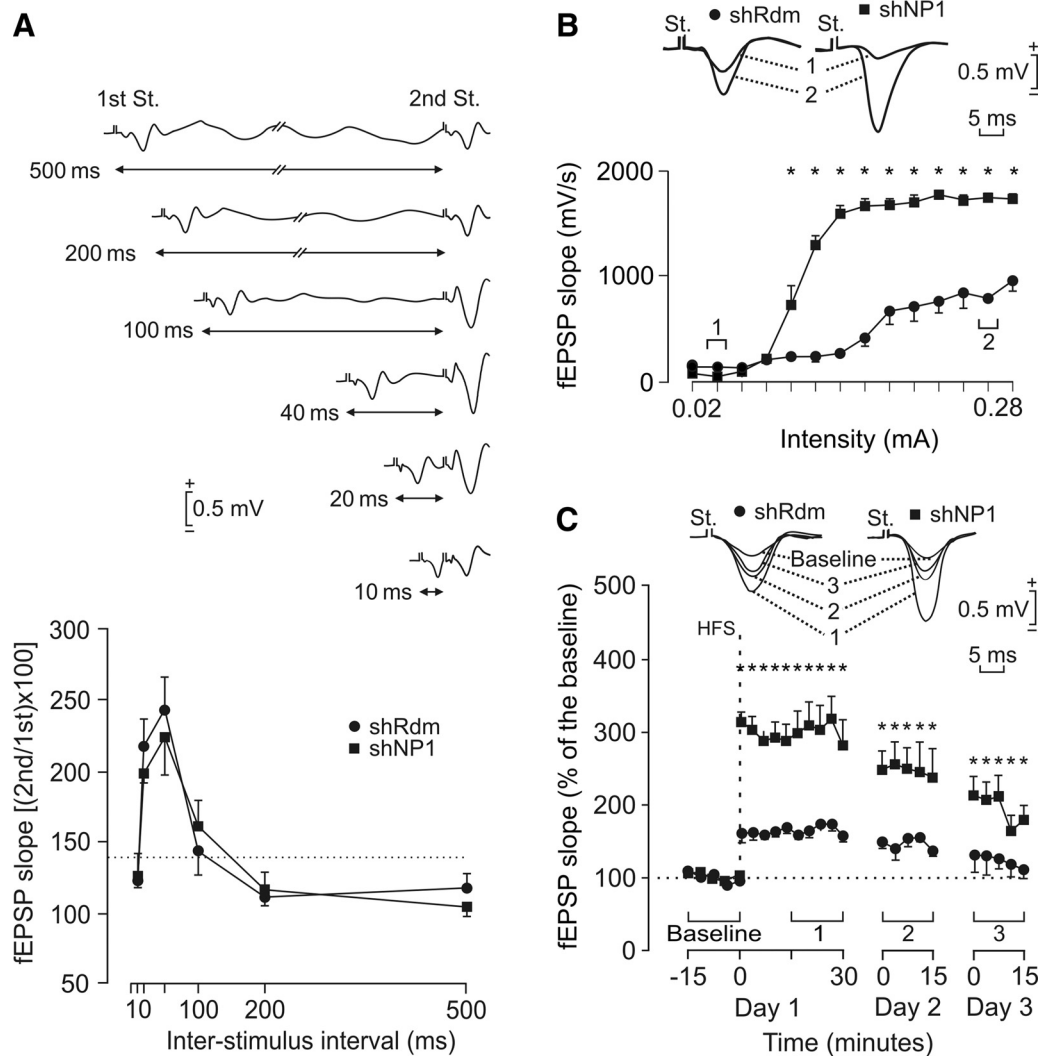 A
1st St.
2nd St.
500 ms
200 ms
100 ms
40 ms
20 ms
10 ms
+
0.5 mV
–
fEPSP slope [(2nd/1st)x100]
300
250
200
150
100
50
shRdm
shNP1
10
100
200
500
Inter-stimulus interval (ms)
B
shRdm
shNP1
St.
St.
1
2
+
0.5 mV
–
5 ms
fEPSP slope (mV/s)
2000
1000
0
* * * * * * * * * *
1
2
0.02
0.28
Intensity (mA)
C
shRdm
shNP1
St.
St.
Baseline
3
2
1
+
0.5 mV
–
5 ms
fEPSP slope (% of the baseline)
500
400
300
200
100
0
HFS
**********
*****
*****
Baseline
1
2
3
-15
0
30
0
15
0
15
Day 1
Day 2
Day 3
Time (minutes)